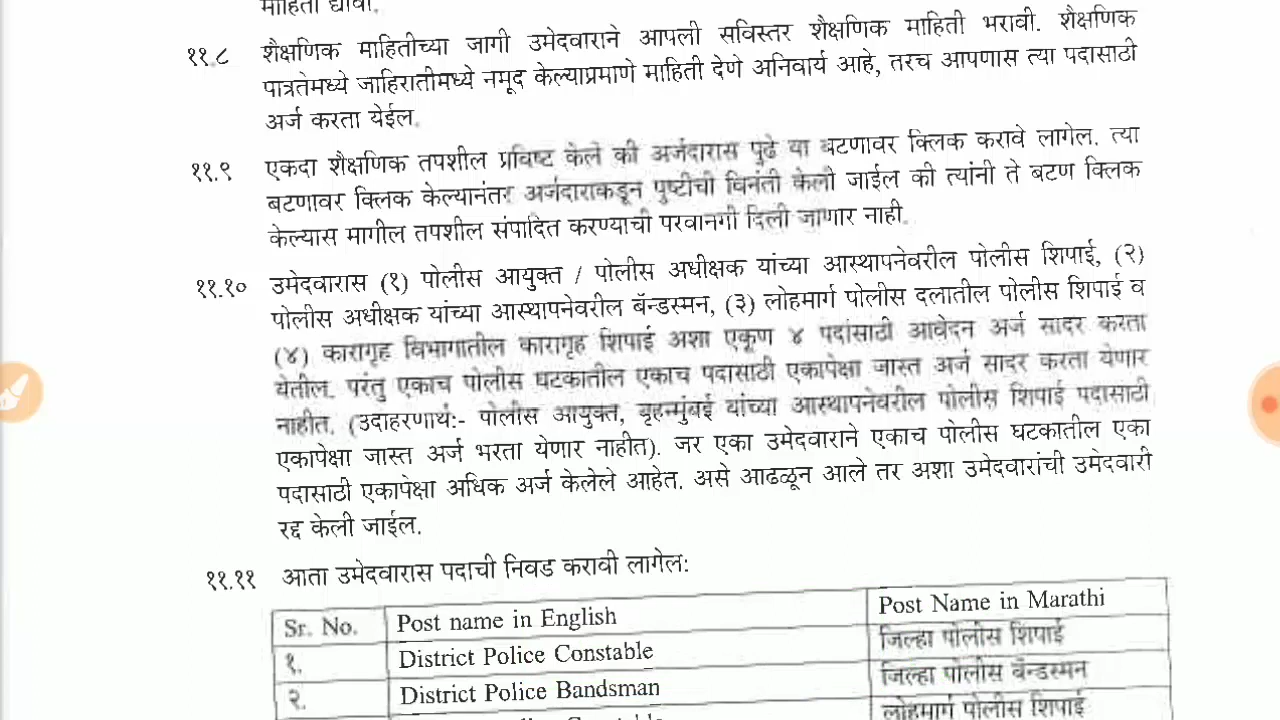 माहिती द्यावी.
११.८ शैक्षणिक माहितीच्या जागी उमेदवाराने आपली सविस्तर शैक्षणिक माहिती भरावी. शैक्षणिक
पात्रतेमध्ये जाहिरातीमध्ये नमूद केल्याप्रमाणे माहिती देणे अनिवार्य आहे, तरच आपणास त्या पदासाठी
अर्ज करता येईल.
११.९ एकदा शैक्षणिक तपशील प्रविष्ट केले की अर्जदारास पुढे या बटणावर क्लिक करावे लागेल. त्या
बटणावर क्लिक केल्यानंतर अर्जदाराकडून पुष्टीची विनंती केली जाईल की त्यांनी ते बटण क्लिक
केल्यास मागील तपशील संपादित करण्याची परवानगी दिली जाणार नाही.
११.१० उमेदवारास (१) पोलीस आयुक्त / पोलीस अधीक्षक यांच्या आस्थापनेवरील पोलीस शिपाई, (२)
पोलीस अधीक्षक यांच्या आस्थापनेवरील बॅन्डस्मन, (३) लोहमार्ग पोलीस दलातील पोलीस शिपाई व
(४) कारागृह विभागातील कारागृह शिपाई अशा एकूण ४ पदांसाठी आवेदन अर्ज सादर करता
येतील. परंतु एकाच पोलीस घटकातील एकाच पदासाठी एकापेक्षा जास्त अर्ज सादर करता येणार
नाहीत. (उदाहरणार्थ:- पोलीस आयुक्त, बृहन्मुंबई यांच्या आस्थापनेवरील पोलीस शिपाई पदासाठी
एकापेक्षा जास्त अर्ज भरता येणार नाहीत). जर एका उमेदवाराने एकाच पोलीस घटकातील एका
पदासाठी एकापेक्षा अधिक अर्ज केलेले आहेत. असे आढळून आले तर अशा उमेदवारांची उमेदवारी
रद्द केली जाईल.
११.११ आता उमेदवारास पदाची निवड करावी लागेल:
Sr. No. Post name in English Post Name in Marathi
१. District Police Constable जिल्हा पोलीस शिपाई
२. District Police Bandsman जिल्हा पोलीस बॅन्डस्मन
लोहमार्ग पोलीस शिपाई